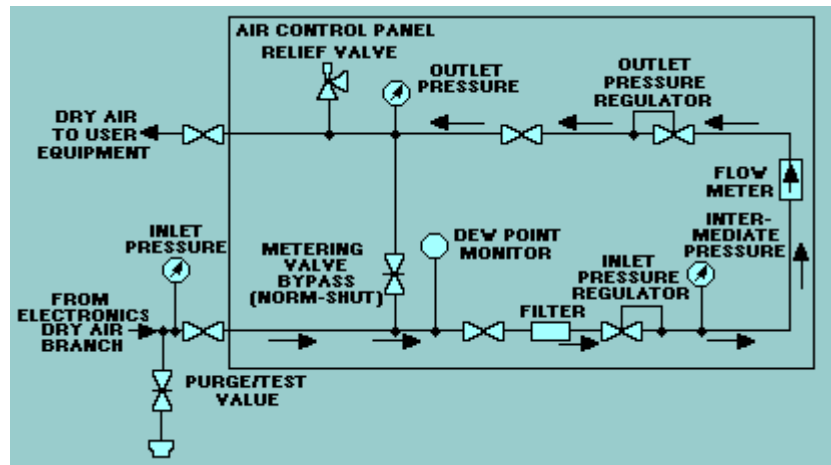 AIR CONTROL PANEL
RELIEF VALVE
OUTLET
PRESSURE
OUTLET
PRESSURE
REGULATOR
DRY AIR
TO USER
EQUIPMENT
FLOW
METER
INLET
PRESSURE
METERING
VALVE
BYPASS
(NORM-SHUT)
DEW POINT
MONITOR
INTER-
MEDIATE
PRESSURE
INLET
PRESSURE
REGULATOR
FROM
ELECTRONICS
DRY AIR
BRANCH
FILTER
PURGE/TEST
VALUE